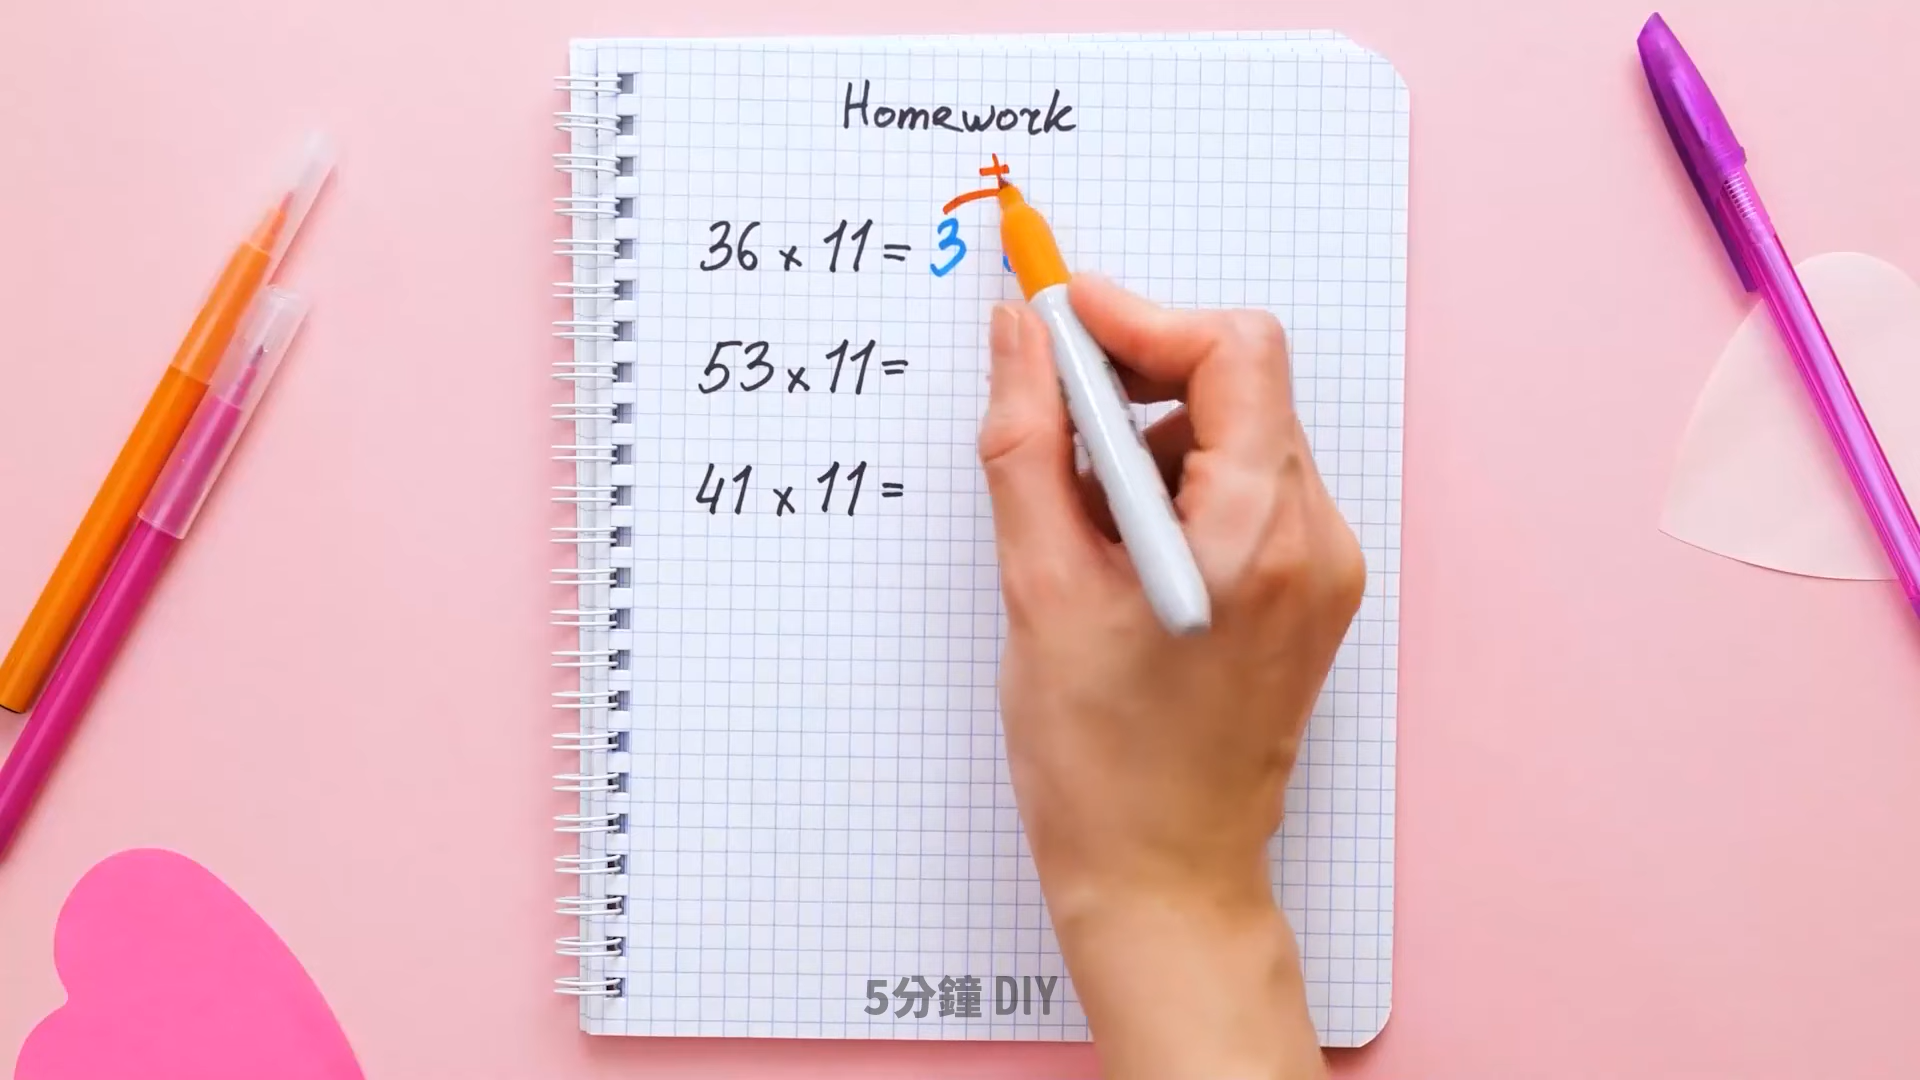 Homework
+
36 x 11 = 3
53 x 11 =
41 x 11 =
5分鐘 DIY